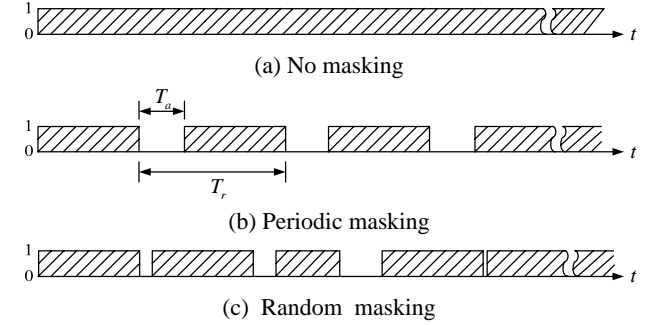 1
0
t
(a) No masking
T_a
1
0
t
T_r
(b) Periodic masking
1
0
t
(c) Random masking